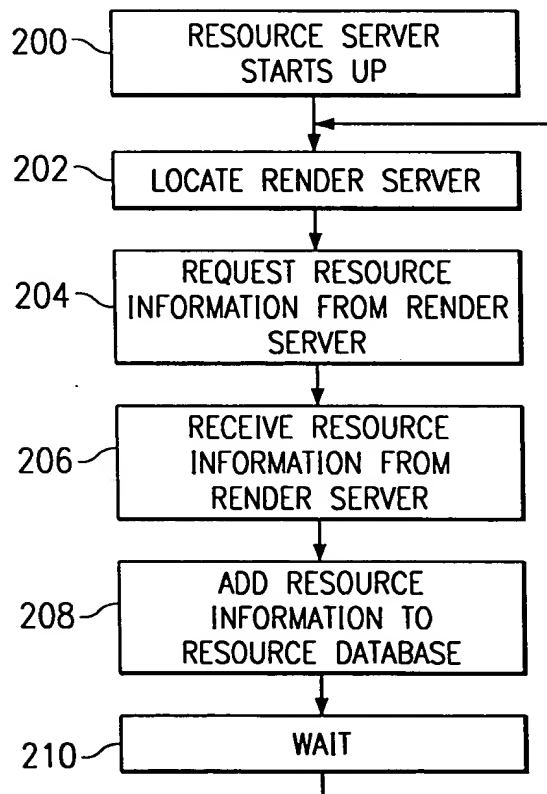 200
RESOURCE SERVER
STARTS UP
202
LOCATE RENDER SERVER
204
REQUEST RESOURCE
INFORMATION FROM RENDER
SERVER
206
RECEIVE RESOURCE
INFORMATION FROM
RENDER SERVER
208
ADD RESOURCE
INFORMATION TO
RESOURCE DATABASE
210
WAIT